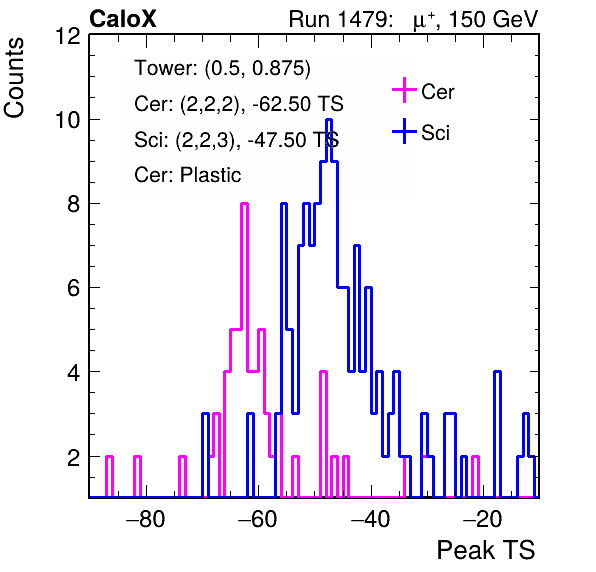 CaloX Run 1479: μ⁺, 150 GeV
Counts
Tower: (0.5, 0.875)
Cer: (2,2,2), -62.50 TS
Sci: (2,2,3), -47.50 TS
Cer: Plastic
Cer
Sci
12
10
8
6
4
2
−80 −60 −40 −20
Peak TS